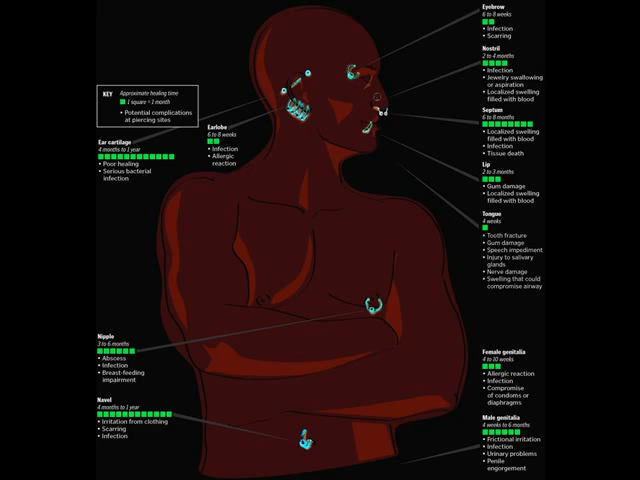 KEY Approximate healing time
1 square = 1 month
• Potential complications
at piercing sites
Ear cartilage
4 months to 1 year
• Poor healing
• Serious bacterial
infection
Earlobe
6 to 8 weeks
• Infection
• Allergic
reaction
Nipple
3 to 6 months
• Abscess
• Infection
• Breast-feeding
impairment
Navel
4 months to 1 year
• Irritation from clothing
• Scarring
• Infection
Eyebrow
6 to 8 weeks
• Infection
• Scarring
Nostril
2 to 4 months
• Infection
• Jewelry swallowing
or aspiration
• Localized swelling
filled with blood
Septum
6 to 8 months
• Localized swelling
filled with blood
• Infection
• Tissue death
Lip
2 to 3 months
• Gum damage
• Localized swelling
filled with blood
Tongue
4 weeks
• Tooth fracture
• Gum damage
• Speech impediment
• Injury to salivary
glands
• Nerve damage
• Swelling that could
compromise airway
Female genitalia
4 to 10 weeks
• Allergic reaction
• Infection
• Compromise
of condoms or
diaphragms
Male genitalia
4 weeks to 6 months
• Frictional irritation
• Infection
• Urinary problems
• Penile
engorgement